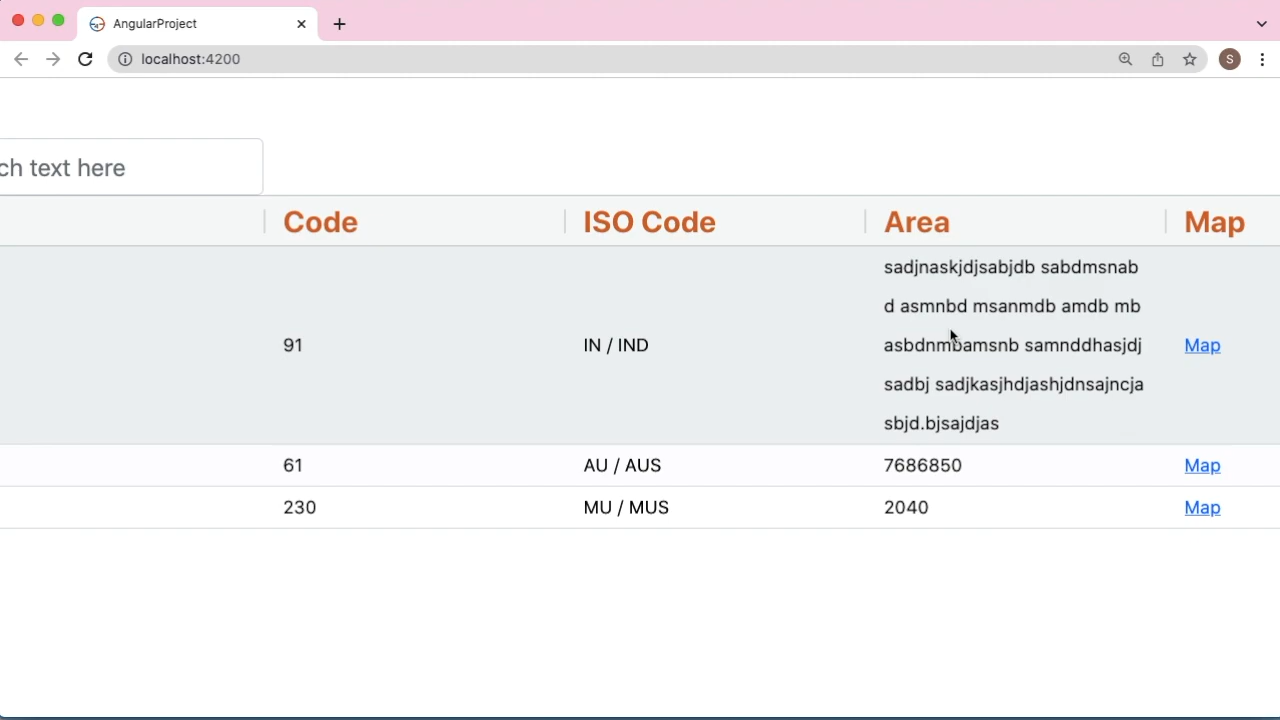 AngularProject
localhost:4200
S
ch text here
Code
ISO Code
Area
Map
sadjnaskjdjsabjdb sabdmsnab
d asmnbd msanmdb amdb mb
91
IN / IND
asbdnmbamsnb samnddhasjdj
Map
sadbj sadjkasjhdjashjdnsajncja
sbjd.bjsajdjas
61
AU / AUS
7686850
Map
230
MU / MUS
2040
Map